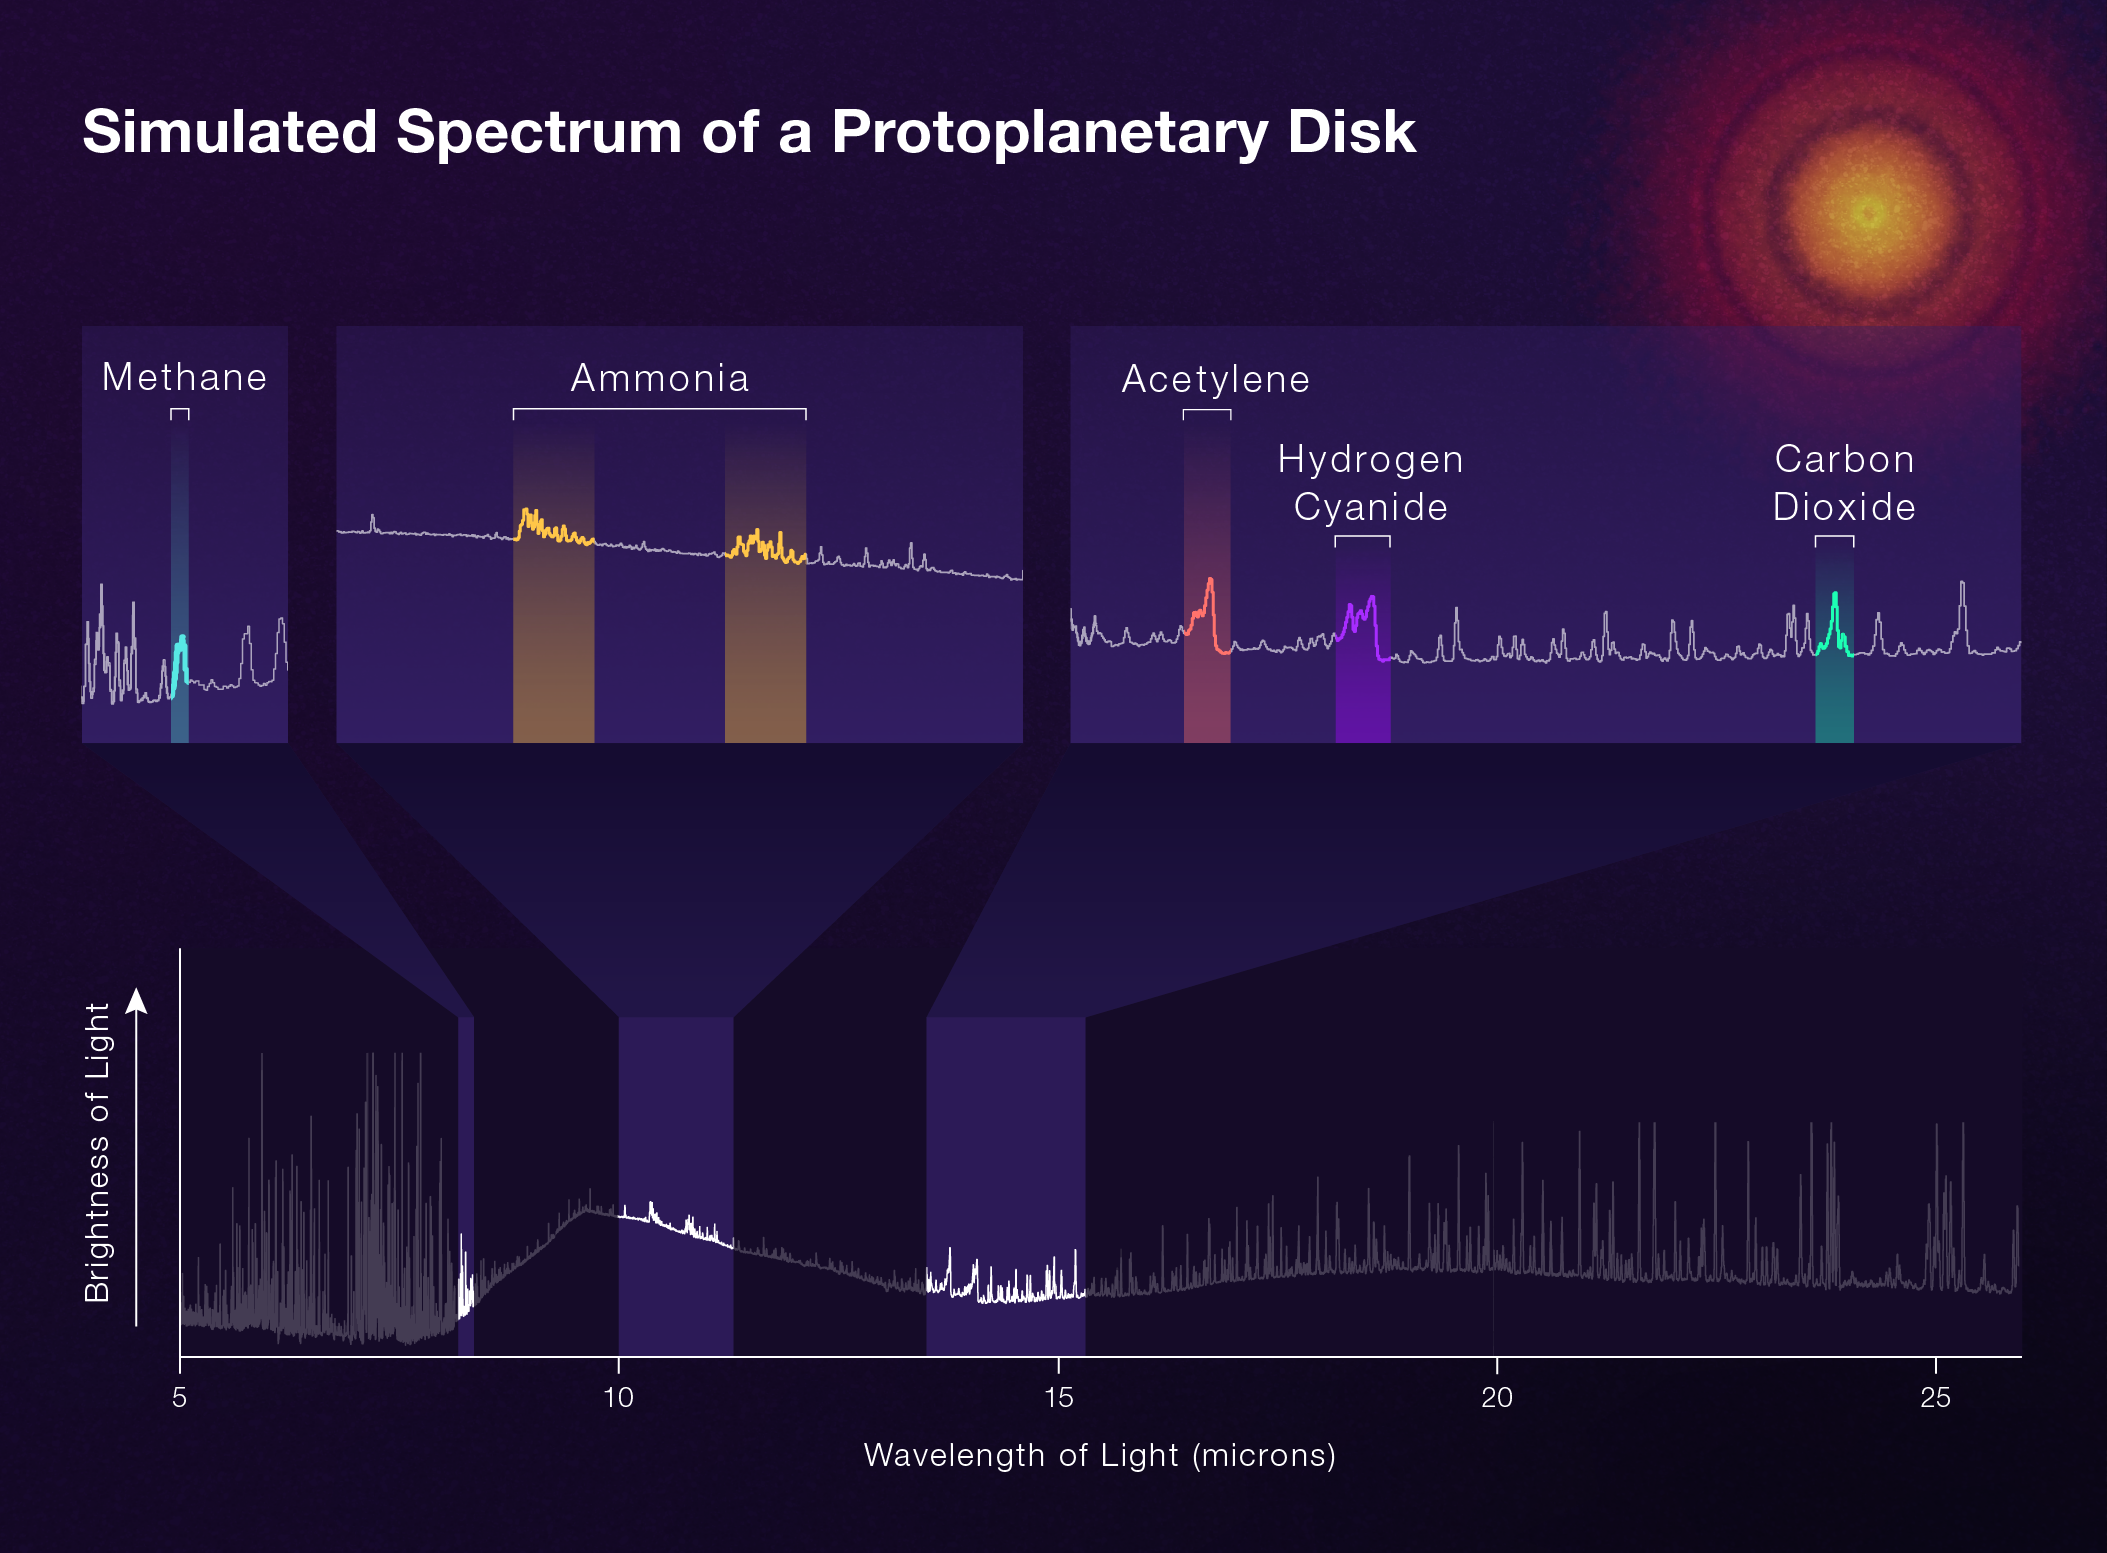 Simulated Spectrum of a Protoplanetary Disk
Methane
Ammonia
Acetylene
Hydrogen
Cyanide
Carbon
Dioxide
Brightness of Light
5
10
15
20
25
Wavelength of Light (microns)